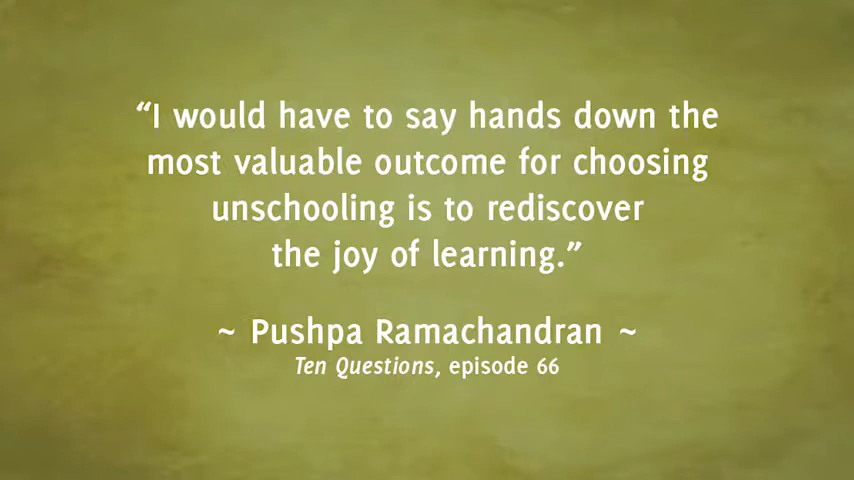 “I would have to say hands down the
most valuable outcome for choosing
unschooling is to rediscover
the joy of learning.”
~ Pushpa Ramachandran ~
Ten Questions, episode 66